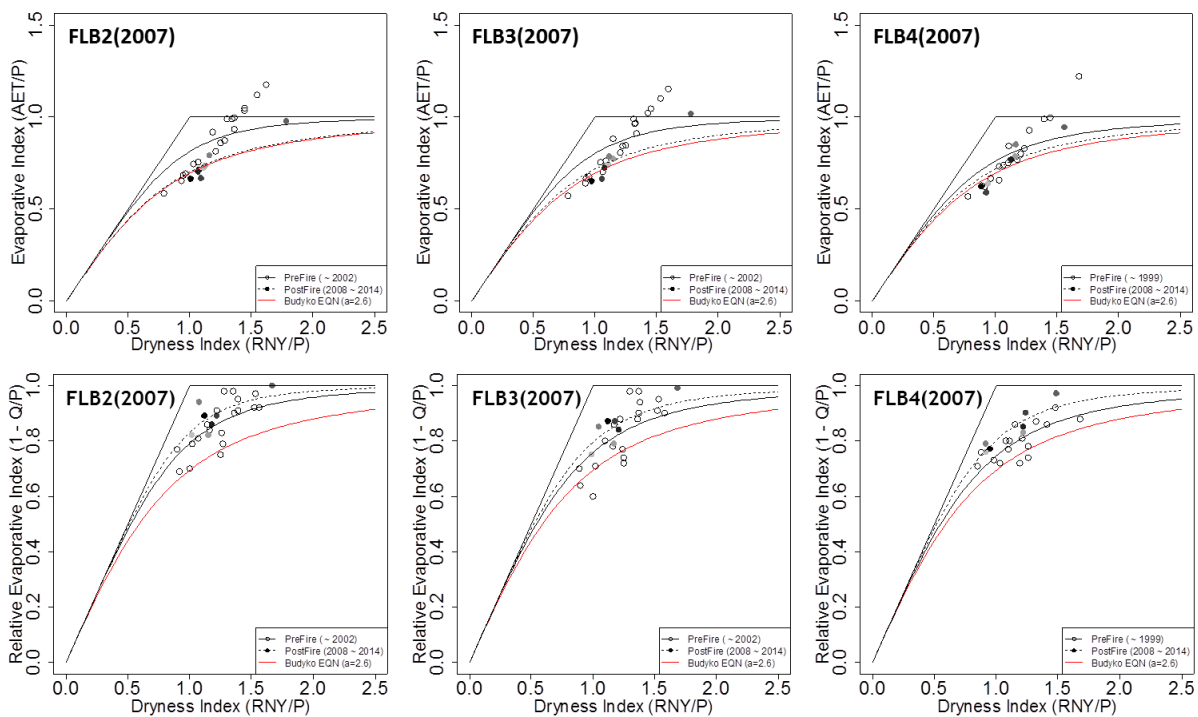 FLB2(2007)
Evaporative Index (AET/P)
0.0 0.5 1.0 1.5
PreFire ( ~ 2002)
PostFire (2008 ~ 2014)
Budyko EQN (a=2.6)
0.0 0.5 1.0 1.5 2.0 2.5
Dryness Index (RNY/P)
FLB3(2007)
Evaporative Index (AET/P)
0.0 0.5 1.0 1.5
PreFire ( ~ 2002)
PostFire (2008 ~ 2014)
Budyko EQN (a=2.6)
0.0 0.5 1.0 1.5 2.0 2.5
Dryness Index (RNY/P)
FLB4(2007)
Evaporative Index (AET/P)
0.0 0.5 1.0 1.5
PreFire ( ~ 1999)
PostFire (2008 ~ 2014)
Budyko EQN (a=2.6)
0.0 0.5 1.0 1.5 2.0 2.5
Dryness Index (RNY/P)
FLB2(2007)
Relative Evaporative Index (1 - Q/P)
0.0 0.2 0.4 0.6 0.8 1.0
PreFire ( ~ 2002)
PostFire (2008 ~ 2014)
Budyko EQN (a=2.6)
0.0 0.5 1.0 1.5 2.0 2.5
Dryness Index (RNY/P)
FLB3(2007)
Relative Evaporative Index (1 - Q/P)
0.0 0.2 0.4 0.6 0.8 1.0
PreFire ( ~ 2002)
PostFire (2008 ~ 2014)
Budyko EQN (a=2.6)
0.0 0.5 1.0 1.5 2.0 2.5
Dryness Index (RNY/P)
FLB4(2007)
Relative Evaporative Index (1 - Q/P)
0.0 0.2 0.4 0.6 0.8 1.0
PreFire ( ~ 1999)
PostFire (2008 ~ 2014)
Budyko EQN (a=2.6)
0.0 0.5 1.0 1.5 2.0 2.5
Dryness Index (RNY/P)